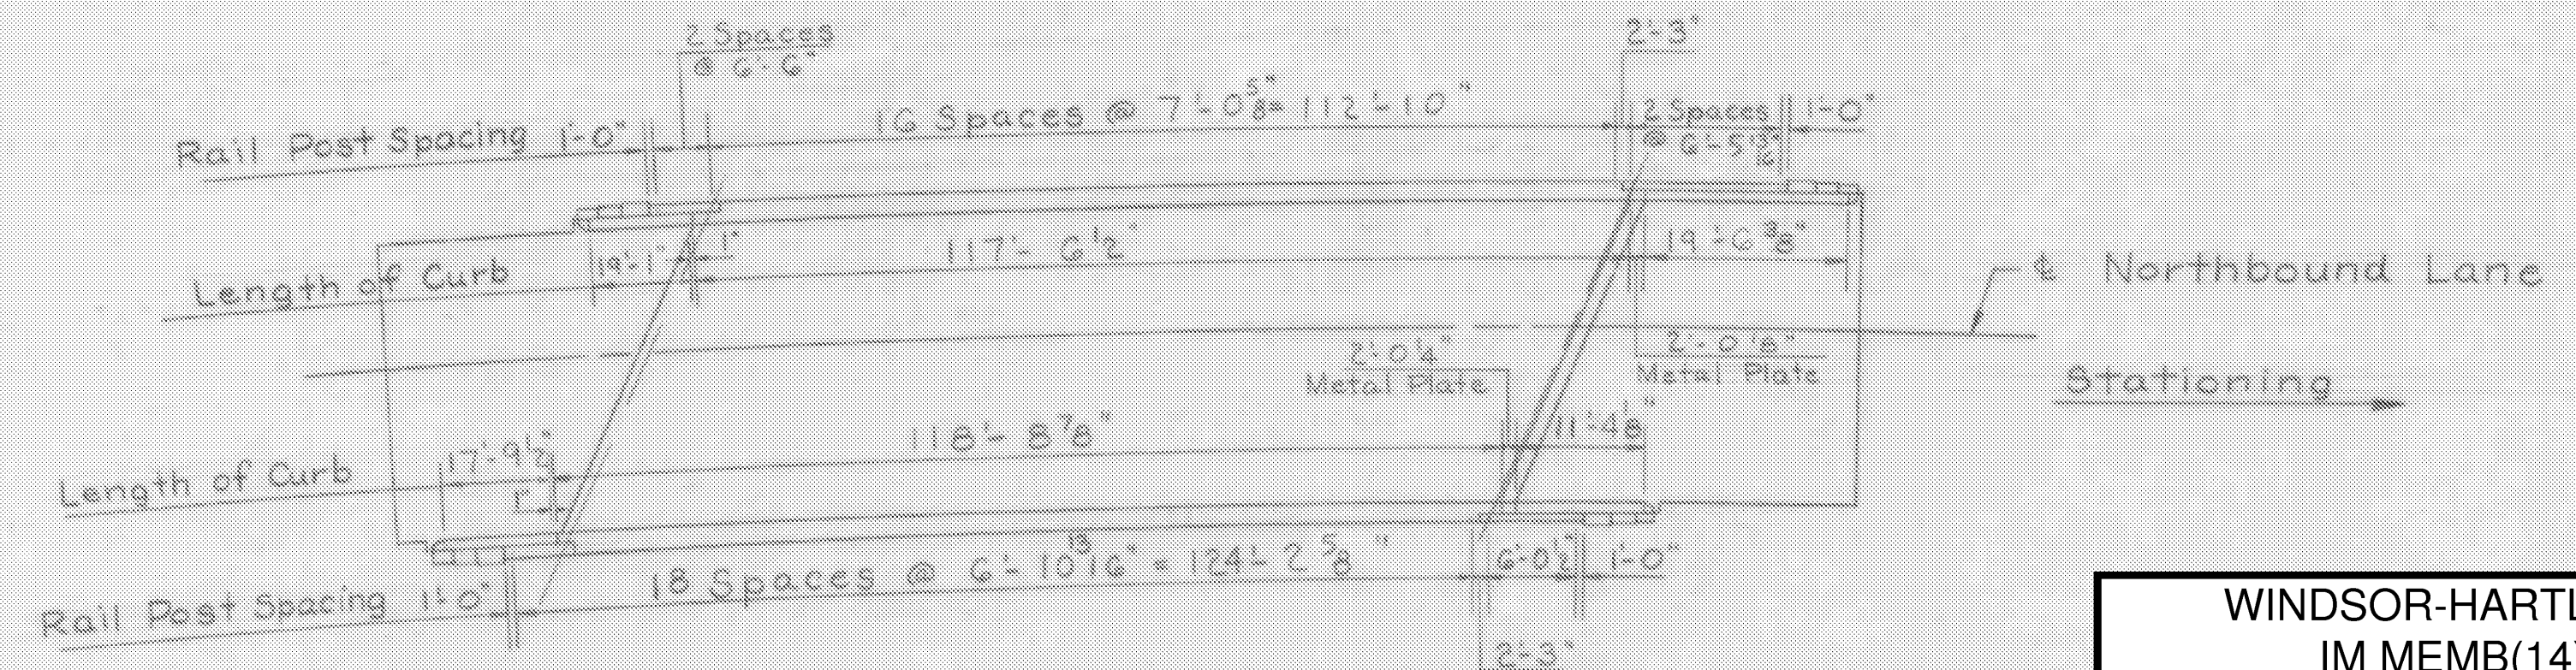 2 Spaces
@ 6'-6"
2'-3"
Rail Post Spacing 1'-0"
16 Spaces @ 7'-0 5/8" = 112'-10"
2 Spaces
@ 6'-5 1/2"
1'-0"
Length of Curb
19'-1"
1"
117'-6 1/2"
19'-6 3/8"
℄ Northbound Lane
2'-0 1/4"
Metal Plate
2'-0 1/8"
Metal Plate
Stationing
Length of Curb
17'-9 1/2"
1"
118'-8 7/8"
11'-4 1/8"
Rail Post Spacing 1'-0"
18 Spaces @ 6'-10 13/16" = 124'-2 5/8"
6'-0 1/2"
1'-0"
2'-3"
WINDSOR-HARTL
IM MEMB(14)